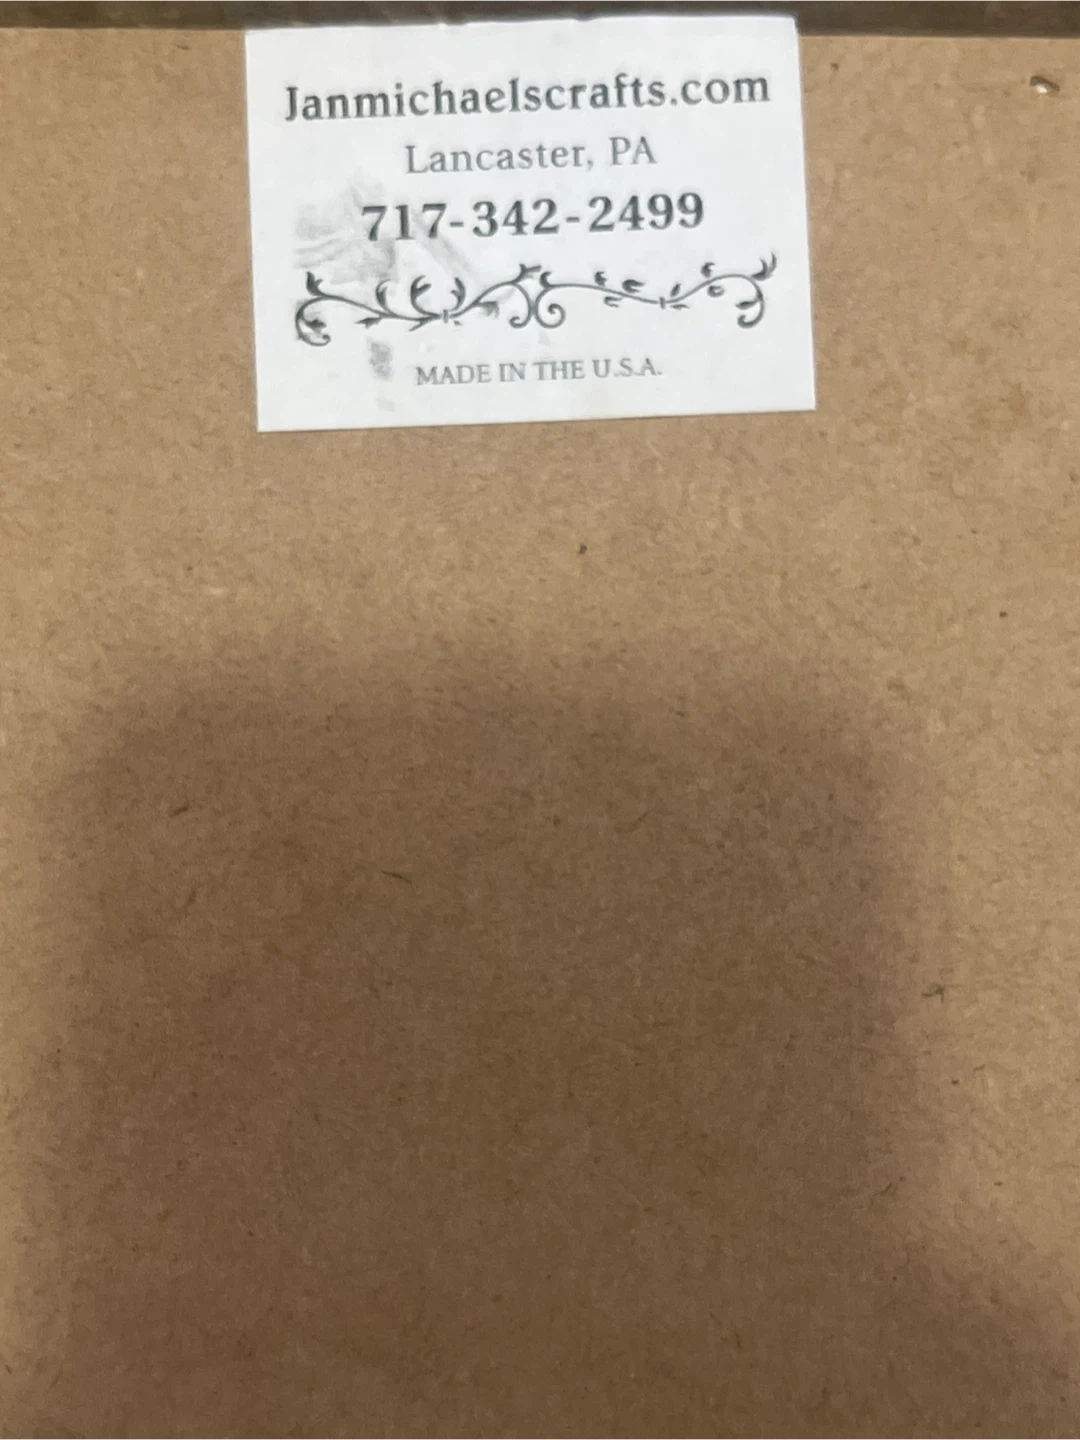 Janmichaelscrafts.com
Lancaster, PA
717-342-2499
MADE IN THE U.S.A.